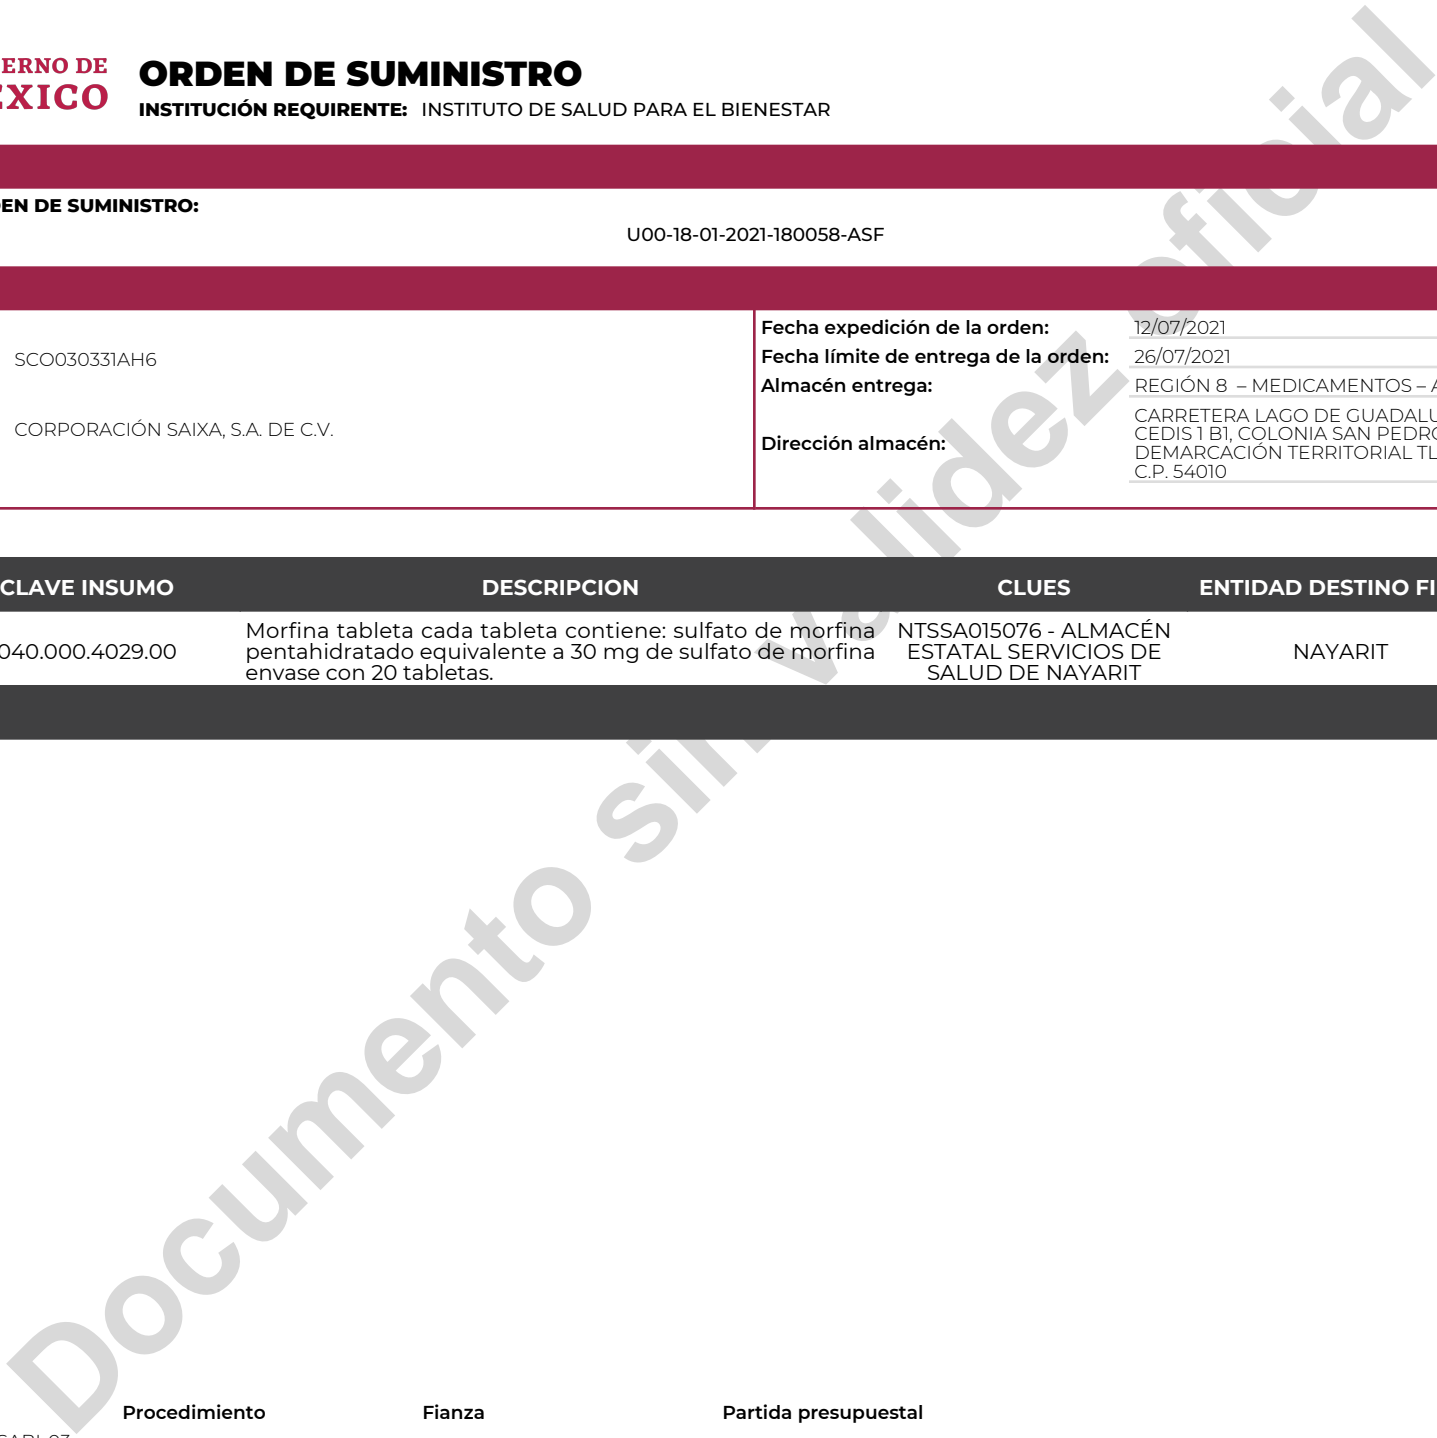 ERNO DE
EXICO
ORDEN DE SUMINISTRO
INSTITUCIÓN REQUIRENTE: INSTITUTO DE SALUD PARA EL BIENESTAR
EN DE SUMINISTRO:
U00-18-01-2021-180058-ASF
SCO030331AH6
CORPORACIÓN SAIXA, S.A. DE C.V.
Fecha expedición de la orden: 12/07/2021
Fecha límite de entrega de la orden: 26/07/2021
Almacén entrega: REGIÓN 8 – MEDICAMENTOS – A
Dirección almacén:
CARRETERA LAGO DE GUADALU
CEDIS 1 B1, COLONIA SAN PEDRO
DEMARCACIÓN TERRITORIAL TL
C.P. 54010
CLAVE INSUMO DESCRIPCION CLUES ENTIDAD DESTINO FI
040.000.4029.00
Morfina tableta cada tableta contiene: sulfato de morfina
pentahidratado equivalente a 30 mg de sulfato de morfina
envase con 20 tabletas.
NTSSA015076 - ALMACÉN
ESTATAL SERVICIOS DE
SALUD DE NAYARIT
NAYARIT
Documento sin validez oficial
Procedimiento Fianza Partida presupuestal